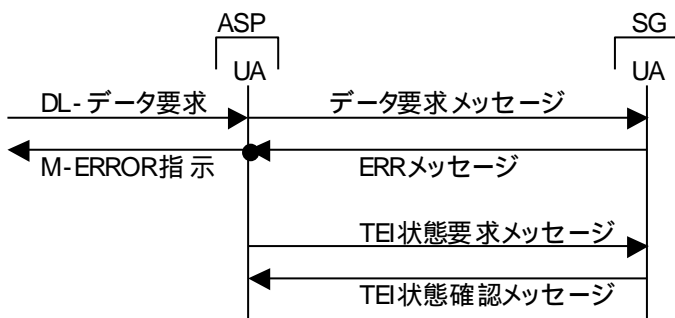 ASP SG
UA UA
DL-データ要求 データ要求メッセージ
M-ERROR指示 ERRメッセージ
TEI状態要求メッセージ
TEI状態確認メッセージ